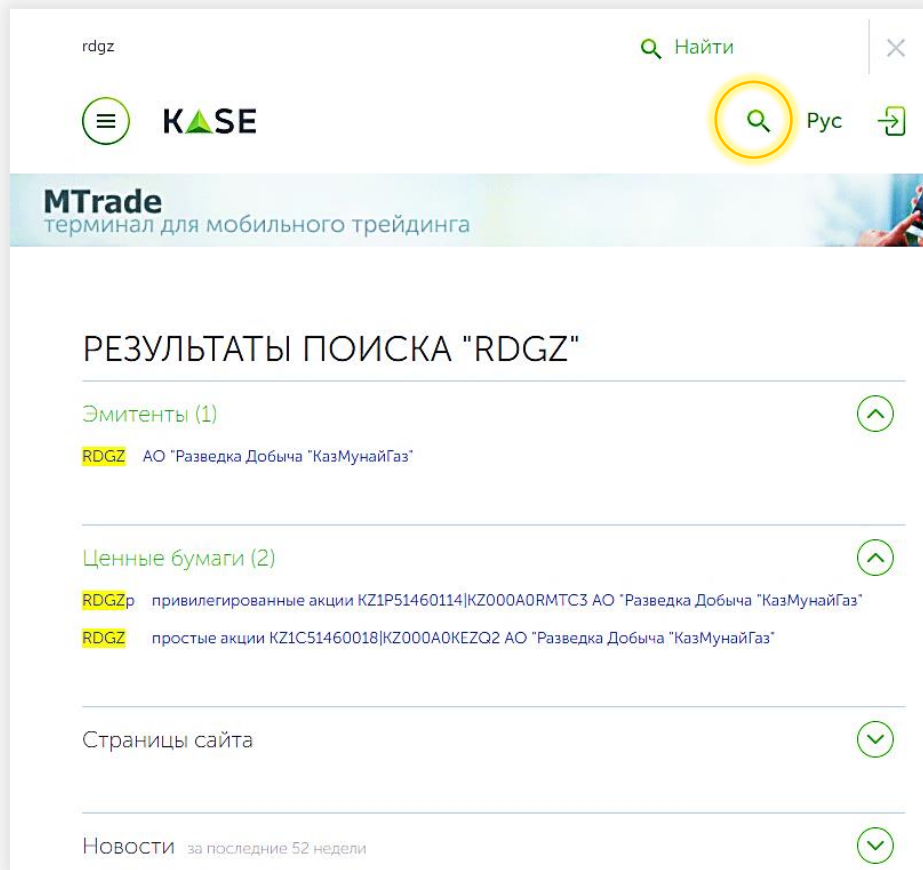 rdgz
Найти
KASE
Рус
MTrade
терминал для мобильного трейдинга
РЕЗУЛЬТАТЫ ПОИСКА "RDGZ"
Эмитенты (1)
RDGZ АО "Разведка Добыча "КазМунайГаз"
Ценные бумаги (2)
RDGZp привилегированные акции KZ1P51460114|KZ000A0RMTC3 АО "Разведка Добыча "КазМунайГаз"
RDGZ простые акции KZ1C51460018|KZ000A0KEZQ2 АО "Разведка Добыча "КазМунайГаз"
Страницы сайта
Новости за последние 52 недели